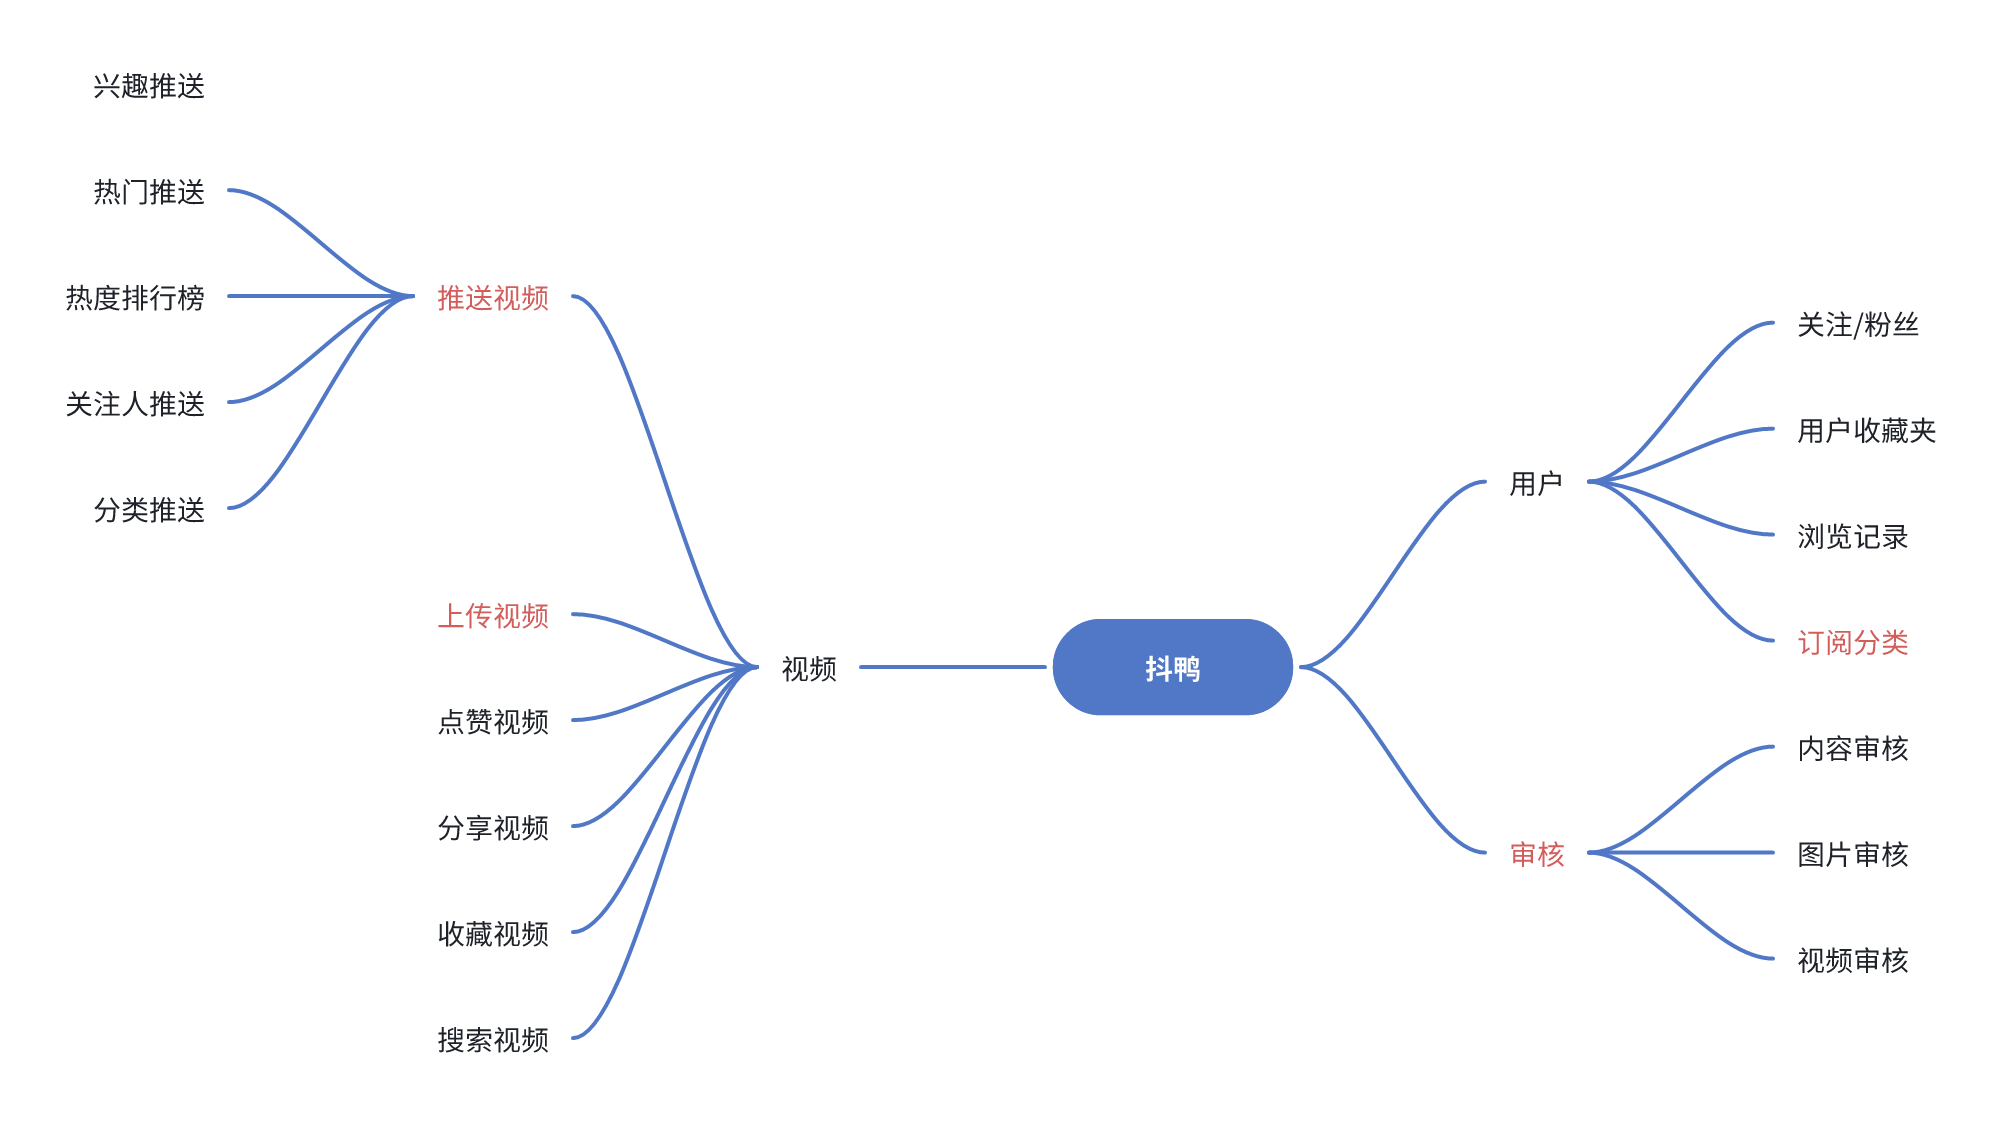 兴趣推送
热门推送
热度排行榜
关注人推送
分类推送
推送视频
上传视频
点赞视频
分享视频
收藏视频
搜索视频
视频
抖鸭
用户
审核
关注/粉丝
用户收藏夹
浏览记录
订阅分类
内容审核
图片审核
视频审核